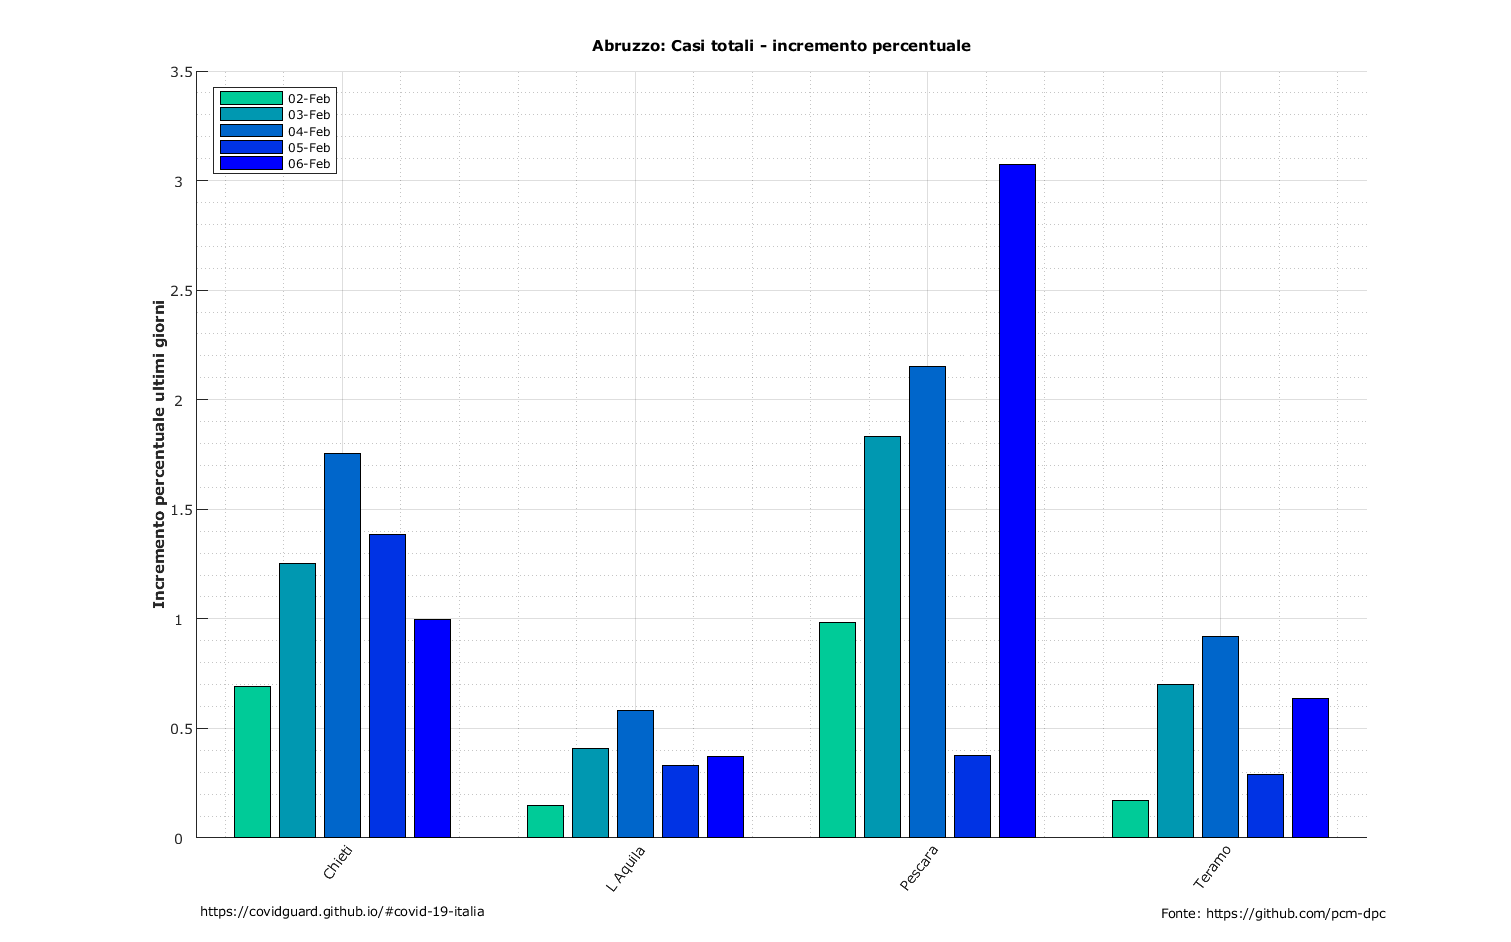 Abruzzo: Casi totali - incremento percentuale
3.5
3
2.5
2
1.5
1
0.5
0
Incremento percentuale ultimi giorni
02-Feb
03-Feb
04-Feb
05-Feb
06-Feb
Chieti
L Aquila
Pescara
Teramo
https://covidguard.github.io/#covid-19-italia
Fonte: https://github.com/pcm-dpc